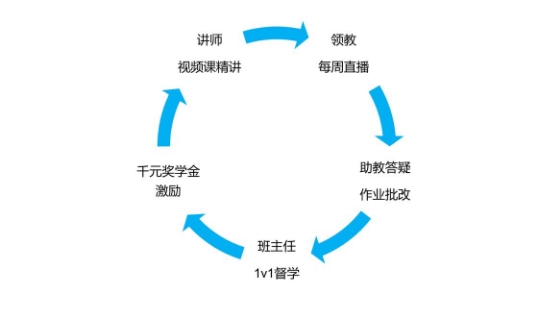 讲师
视频课精讲
领教
每周直播
助教答疑
作业批改
班主任
1v1督学
千元奖学金
激励